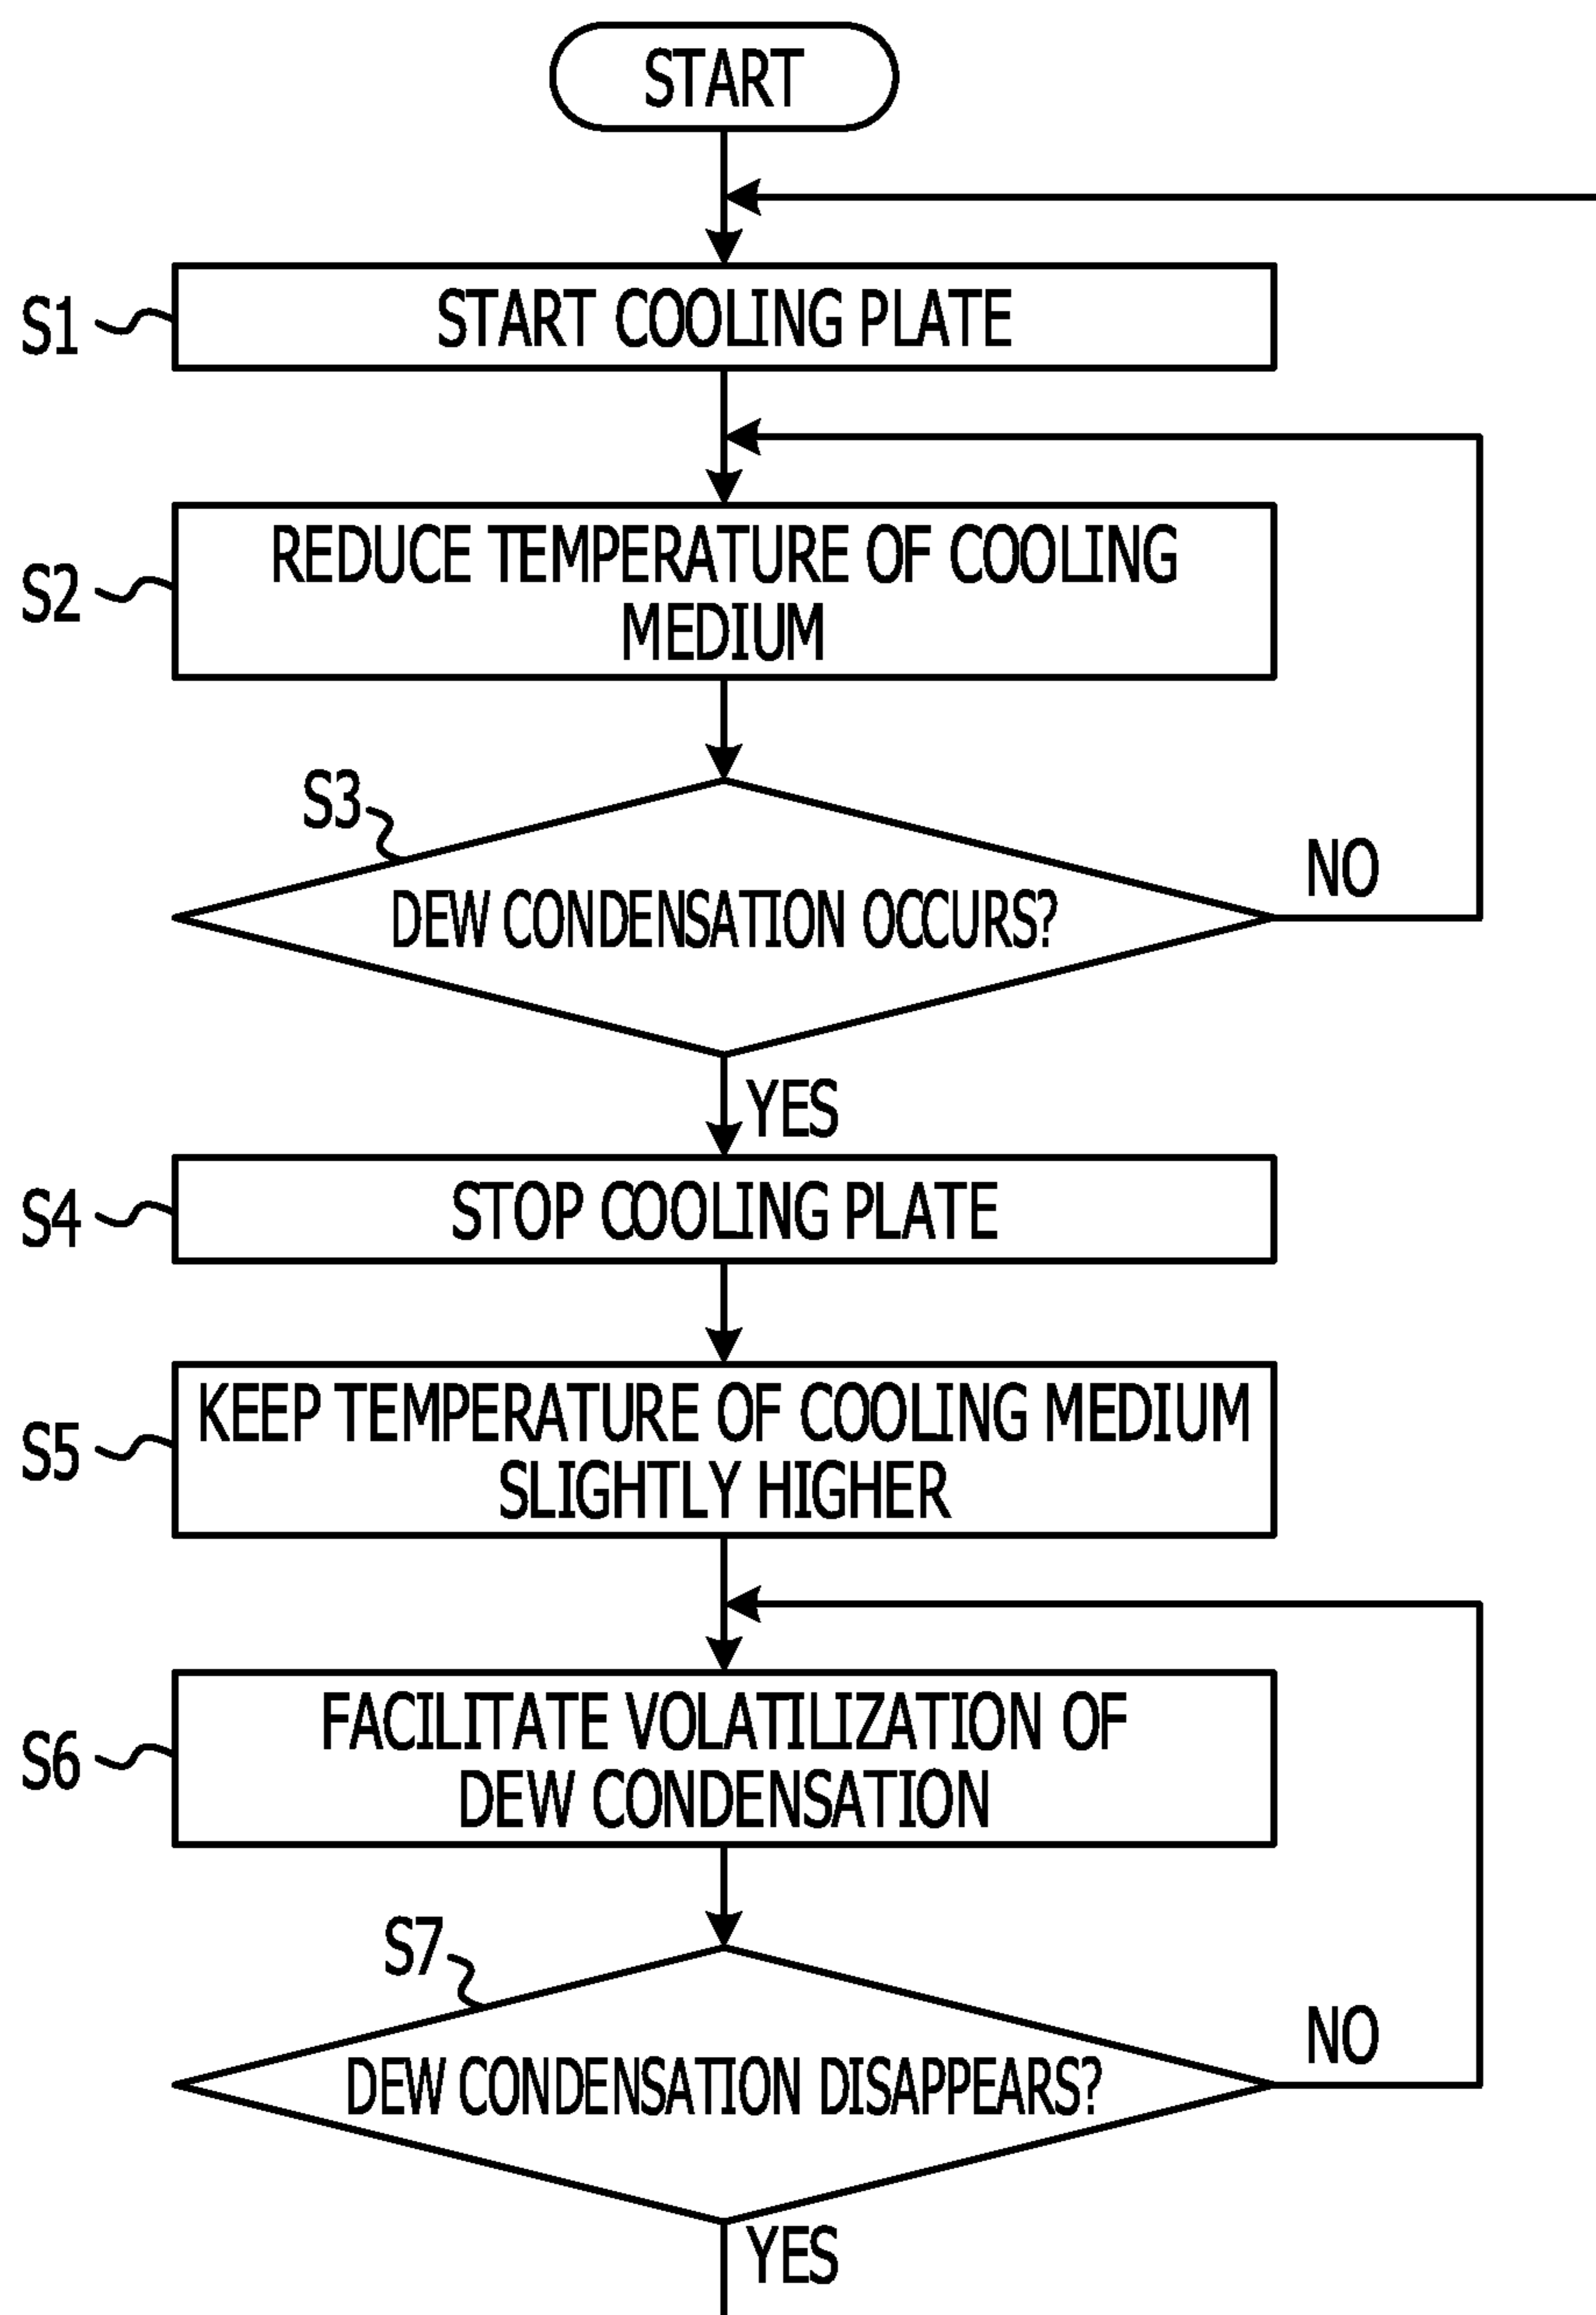 START
S1
START COOLING PLATE
S2
REDUCE TEMPERATURE OF COOLING
MEDIUM
S3
DEW CONDENSATION OCCURS?
NO
YES
S4
STOP COOLING PLATE
S5
KEEP TEMPERATURE OF COOLING MEDIUM
SLIGHTLY HIGHER
S6
FACILITATE VOLATILIZATION OF
DEW CONDENSATION
S7
DEW CONDENSATION DISAPPEARS?
NO
YES